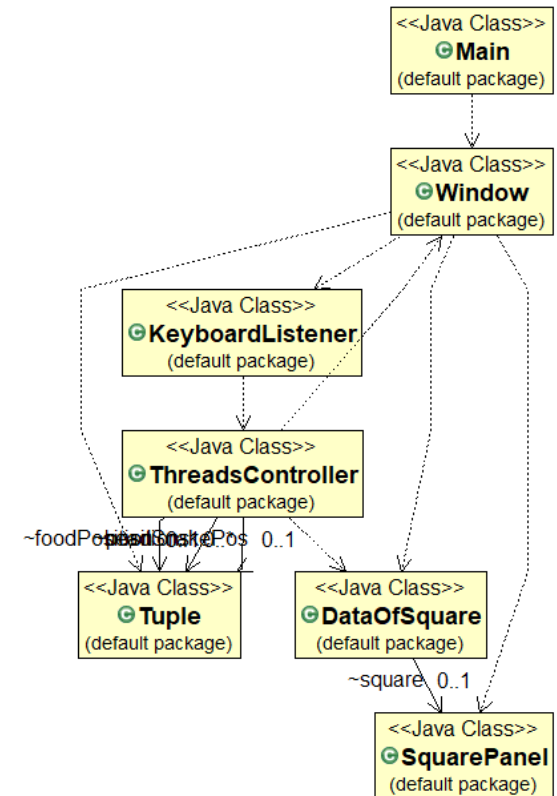 <<Java Class>>
Main
(default package)
<<Java Class>>
Window
(default package)
<<Java Class>>
KeyboardListener
(default package)
<<Java Class>>
ThreadsController
(default package)
0..1
<<Java Class>>
Tuple
(default package)
<<Java Class>>
DataOfSquare
(default package)
~square 0..1
<<Java Class>>
SquarePanel
(default package)